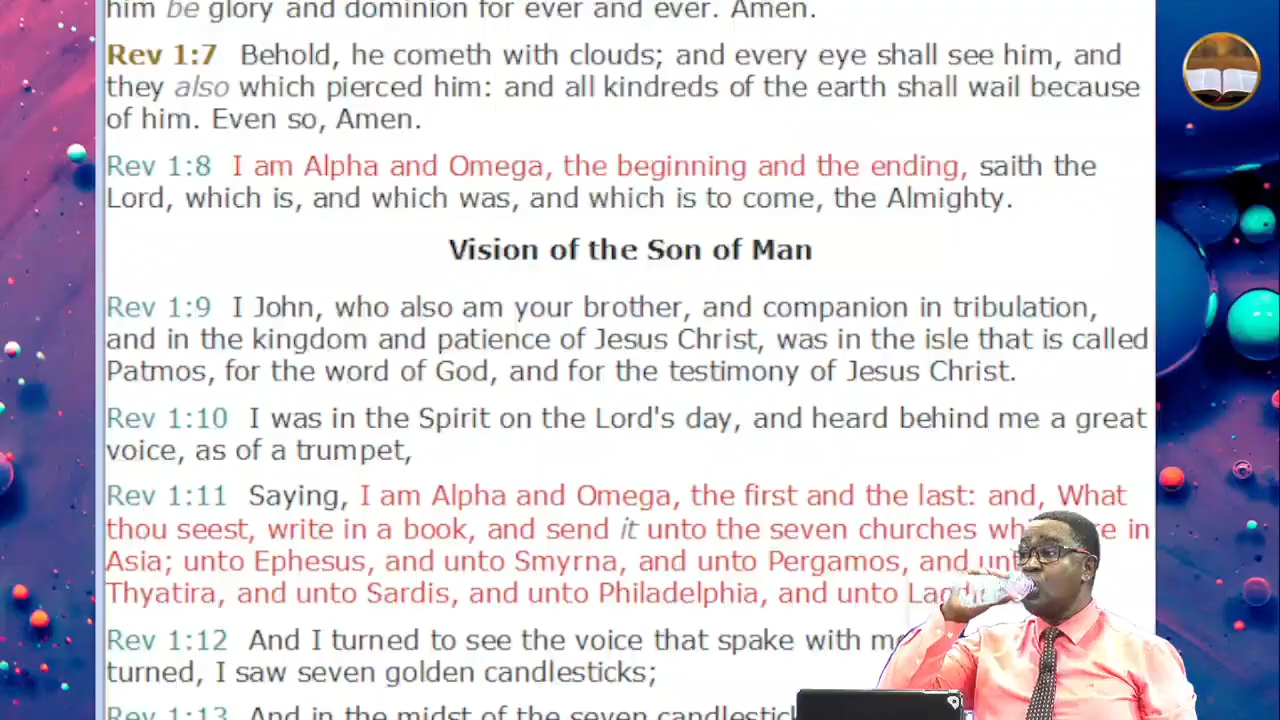 him be glory and dominion for ever and ever. Amen.
Rev 1:7 Behold, he cometh with clouds; and every eye shall see him, and
they also which pierced him: and all kindreds of the earth shall wail because
of him. Even so, Amen.
Rev 1:8 I am Alpha and Omega, the beginning and the ending, saith the
Lord, which is, and which was, and which is to come, the Almighty.
Vision of the Son of Man
Rev 1:9 I John, who also am your brother, and companion in tribulation,
and in the kingdom and patience of Jesus Christ, was in the isle that is called
Patmos, for the word of God, and for the testimony of Jesus Christ.
Rev 1:10 I was in the Spirit on the Lord's day, and heard behind me a great
voice, as of a trumpet,
Rev 1:11 Saying, I am Alpha and Omega, the first and the last: and, What
thou seest, write in a book, and send it unto the seven churches in
Asia; unto Ephesus, and unto Smyrna, and unto Pergamos, and
Thyatira, and unto Sardis, and unto Philadelphia, and unto
Rev 1:12 And I turned to see the voice that spake with
turned, I saw seven golden candlesticks;
Rev 1:13 And in the midst of the seven